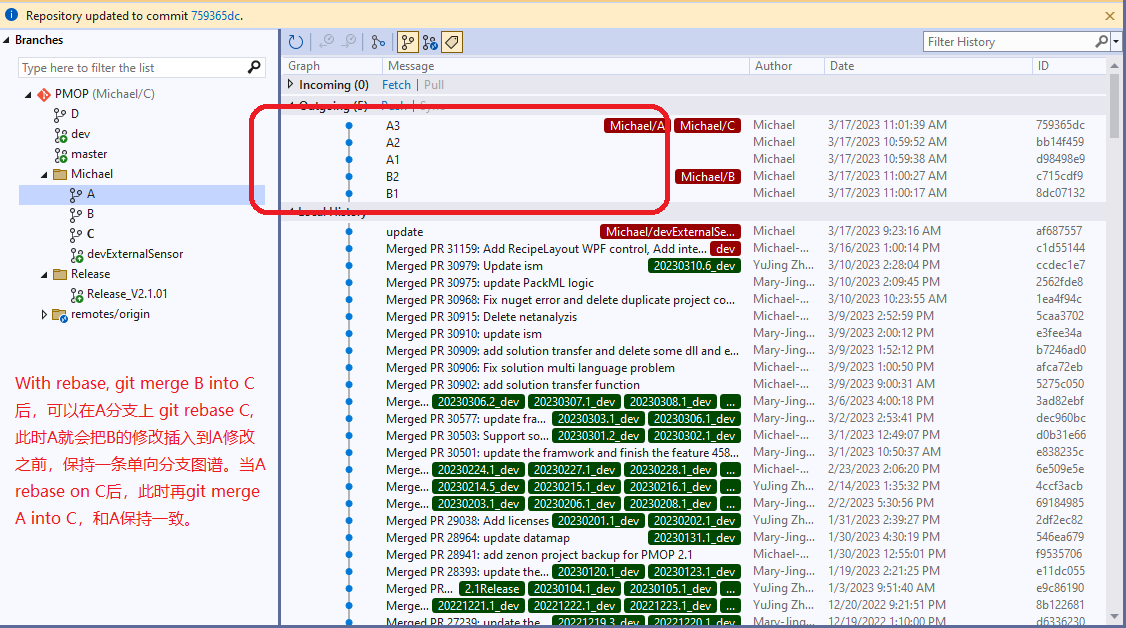 Repository updated to commit 759365dc.
Branches
Type here to filter the list
PMOP (Michael/C)
D
dev
master
Michael
A
B
C
devExternalSensor
Release
Release_V2.1.01
remotes/origin
With rebase, git merge B into C
后，可以在A分支上 git rebase C,
此时A就会把B的修改插入到A修改
之前，保持一条单向分支图谱。当A
rebase on C后，此时再git merge
A into C，和A保持一致。
Filter History
Graph Message Author Date ID
Incoming (0) Fetch | Pull
Outgoing (5) Push | Sync
A3 Michael/A Michael/C Michael 3/17/2023 11:01:39 AM 759365dc
A2 Michael 3/17/2023 10:59:52 AM bb14f459
A1 Michael 3/17/2023 10:59:38 AM d98498e9
B2 Michael/B Michael 3/17/2023 11:00:27 AM c715cdf9
B1 Michael 3/17/2023 11:00:17 AM 8dc07132
Local History
update Michael/devExternalSe... Michael 3/17/2023 9:23:16 AM af687557
Merged PR 31159: Add RecipeLayout WPF control, Add inte... dev Michael-... 3/16/2023 1:00:14 PM c1d55144
Merged PR 30979: Update ism 20230310.6_dev YuJing Zh... 3/10/2023 2:28:04 PM ccdec1e7
Merged PR 30975: update PackML logic Mary-Jing... 3/10/2023 2:09:45 PM 2562fde8
Merged PR 30968: Fix nuget error and delete duplicate project co... Michael-... 3/10/2023 10:23:55 AM 1ea4f94c
Merged PR 30915: Delete netanalyzis Michael-... 3/9/2023 2:52:59 PM 5caa3702
Merged PR 30910: update ism Mary-Jing... 3/9/2023 2:00:12 PM e3fee34a
Merged PR 30909: add solution transfer and delete some dll and e... Mary-Jing... 3/9/2023 1:52:12 PM b7246ad0
Merged PR 30906: Fix solution multi language problem Mary-Jing... 3/9/2023 1:00:50 PM afca72eb
Merged PR 30902: add solution transfer function Mary-Jing... 3/9/2023 9:00:31 AM 5275c050
Merge... 20230306.2_dev 20230307.1_dev 20230308.1_dev ... Mary-Jing... 3/6/2023 4:00:18 PM 3ad82ebf
Merged PR 30577: update fra... 20230303.1_dev 20230306.1_dev Mary-Jing... 3/2/2023 2:53:41 PM dec960bc
Merged PR 30503: Support so... 20230301.2_dev 20230302.1_dev Michael-... 3/1/2023 12:49:07 PM d0b31e66
Merged PR 30501: update the framwork and finish the feature 458... Mary-Jing... 3/1/2023 10:50:37 AM e838235c
Merge... 20230224.1_dev 20230227.1_dev 20230228.1_dev ... Michael-... 2/23/2023 2:06:20 PM 6e509e5e
Merge... 20230214.5_dev 20230215.1_dev 20230216.1_dev ... YuJing Zh... 2/14/2023 1:35:32 PM 4ccf3acb
Merge... 20230203.1_dev 20230206.1_dev 20230208.1_dev ... Mary-Jing... 2/2/2023 5:30:56 PM 69184985
Merged PR 29038: Add licenses 20230201.1_dev 20230202.1_dev YuJing Zh... 1/31/2023 2:39:27 PM 2df2ec82
Merged PR 28964: update datamap 20230131.1_dev Mary-Jing... 1/30/2023 4:30:19 PM 546ea679
Merged PR 28941: add zenon project backup for PMOP 2.1 Michael-... 1/30/2023 12:55:01 PM f9535706
Merged PR 28393: update the... 20230120.1_dev 20230123.1_dev Mary-Jing... 1/19/2023 2:21:25 PM e11dc055
Merged PR... 2.1Release 20230104.1_dev 20230105.1_dev ... YuJing Zh... 1/3/2023 9:51:40 AM e9c86190
Merge... 20221221.1_dev 20221222.1_dev 20221223.1_dev ... YuJing Zh... 12/20/2022 9:21:51 PM 8b122681
Merged PR 27239: update the... 20221219.3_dev 20221220.1_dev Mary-Jing... 12/19/2022 1:10:00 PM d6336230